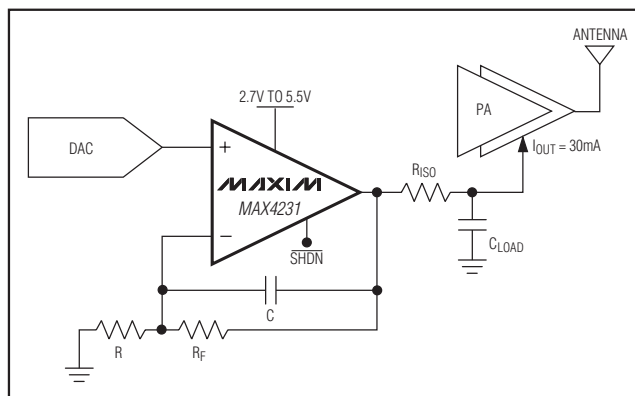 ANTENNA
2.7V TO 5.5V
PA
DAC
+
IOUT = 30mA
RISO
MAXIM
MAX4231
−
CLOAD
SHDN
C
R
RF